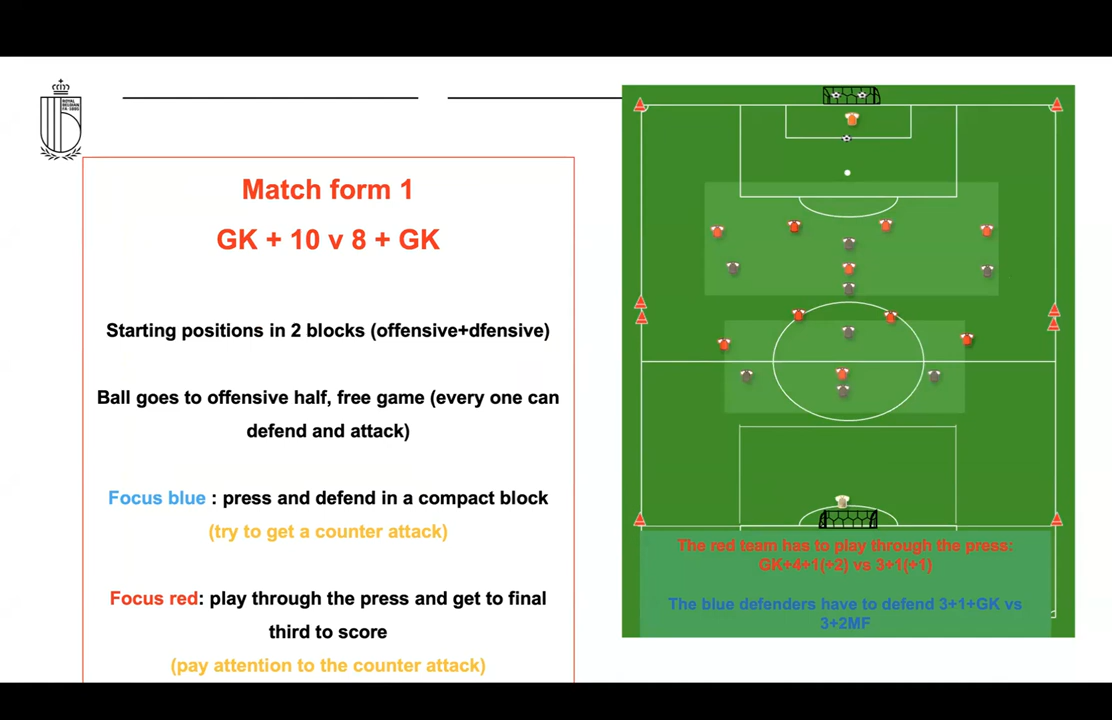 ROYAL
BELGIAN
FA·1895
Match form 1
GK + 10 v 8 + GK
Starting positions in 2 blocks (offensive+dfensive)
Ball goes to offensive half, free game (every one can
defend and attack)
Focus blue : press and defend in a compact block
(try to get a counter attack)
Focus red: play through the press and get to final
third to score
(pay attention to the counter attack)
The red team has to play through the press:
GK+4+1(+2) vs 3+1(+1)
The blue defenders have to defend 3+1+GK vs
3+2MF